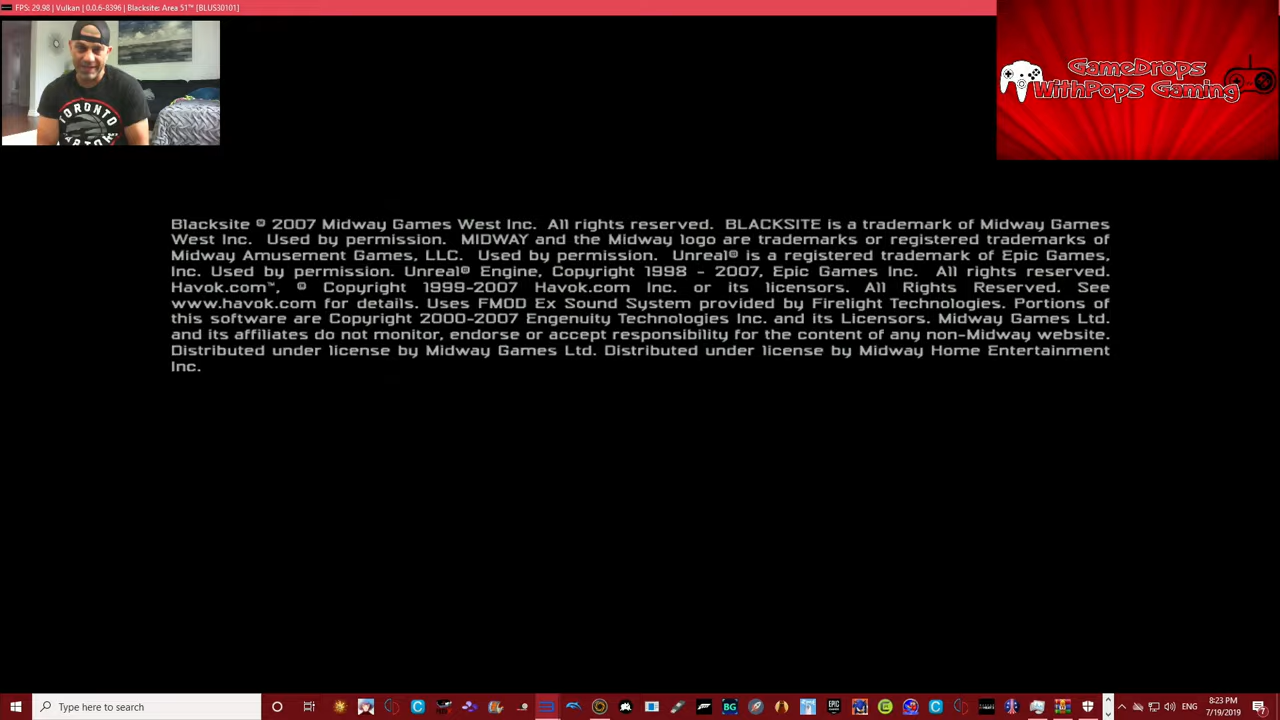 FPS: 29.98 | Vulkan | 0.0.6-8396 | Blacksite: Area 51™ [BLUS30101]
GameDrops
WithPops Gaming
TORONTO
Blacksite © 2007 Midway Games West Inc. All rights reserved. BLACKSITE is a trademark of Midway Games
West Inc. Used by permission. MIDWAY and the Midway logo are trademarks or registered trademarks of
Midway Amusement Games, LLC. Used by permission. Unreal® is a registered trademark of Epic Games,
Inc. Used by permission. Unreal® Engine, Copyright 1998 - 2007, Epic Games Inc. All rights reserved.
Havok.com™, © Copyright 1999-2007 Havok.com Inc. or its licensors. All Rights Reserved. See
www.havok.com for details. Uses FMOD Ex Sound System provided by Firelight Technologies. Portions of
this software are Copyright 2000-2007 Engenuity Technologies Inc. and its Licensors. Midway Games Ltd.
and its affiliates do not monitor, endorse or accept responsibility for the content of any non-Midway website.
Distributed under license by Midway Games Ltd. Distributed under license by Midway Home Entertainment
Inc.
Type here to search
BG
EPIC
ENG
8:23 PM
7/19/2019